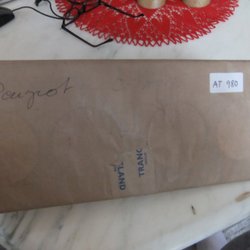 Peugeot
AT 980
LAND
TRANC